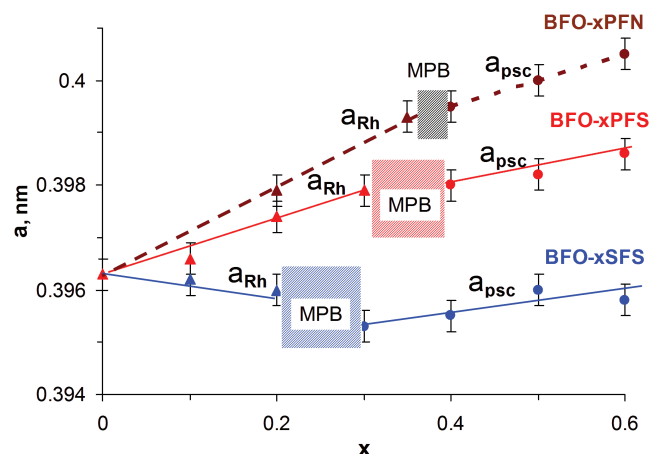 BFO-xPFN
0.4
MPB
apsc
aRh
BFO-xPFS
apsc
aRh
0.398
MPB
a, nm
BFO-xSFS
aRh
apsc
0.396
MPB
0.394
0 0.2 0.4 0.6
x